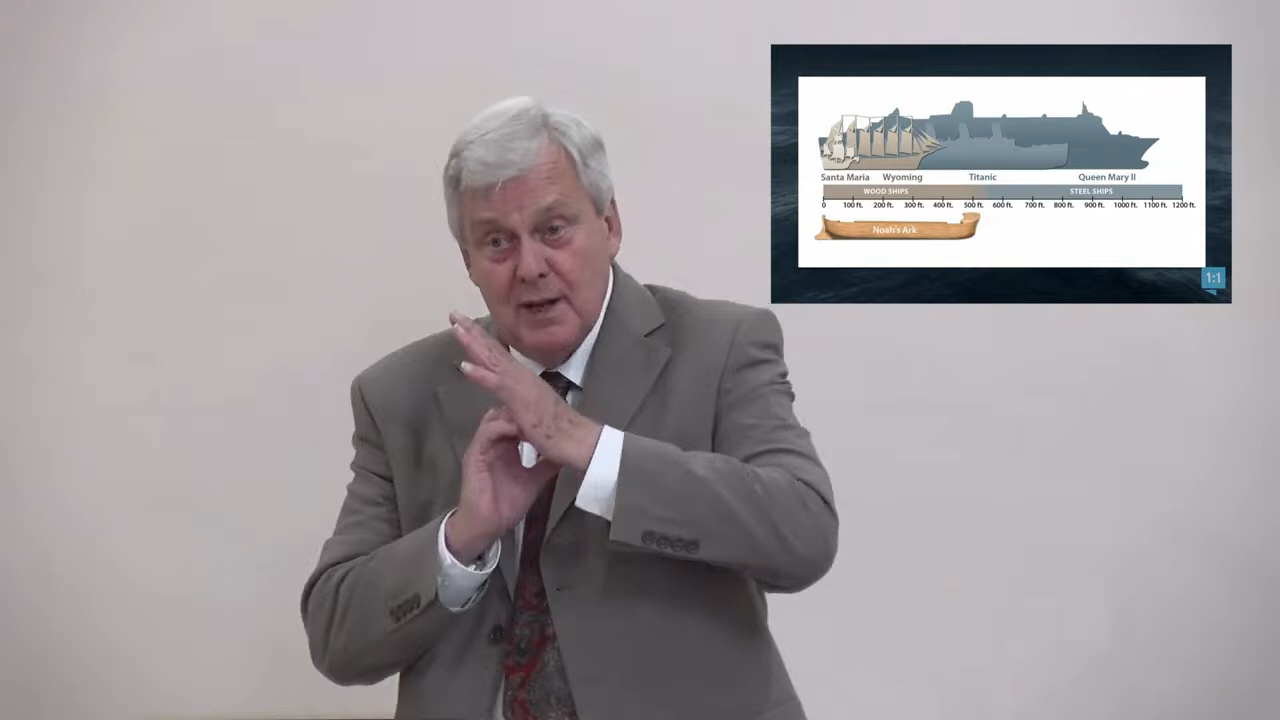 Santa Maria Wyoming Titanic Queen Mary II
WOOD SHIPS STEEL SHIPS
0 100 ft. 200 ft. 300 ft. 400 ft. 500 ft. 600 ft. 700 ft. 800 ft. 900 ft. 1000 ft. 1100 ft. 1200 ft.
Noah's Ark
1:1